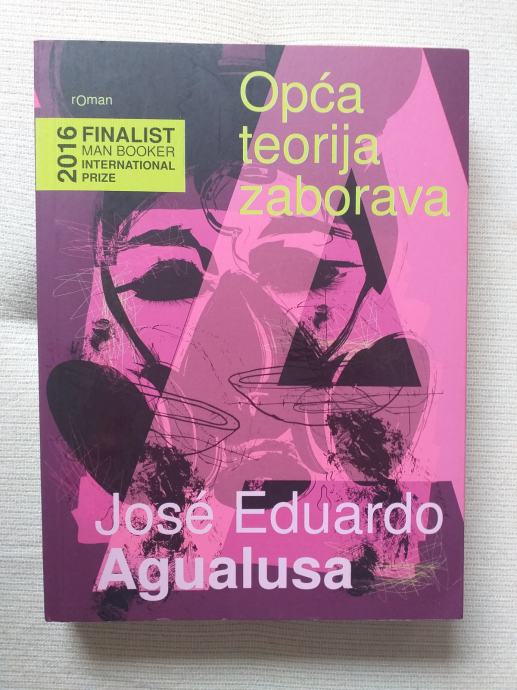 rOman
2016
FINALIST
MAN BOOKER
INTERNATIONAL
PRIZE
Opća
teorija
zaborava
José Eduardo
Agualusa